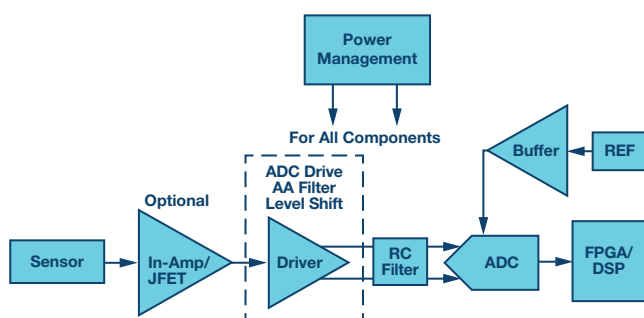 Power
Management
For All Components
Buffer
REF
Optional
ADC Drive
AA Filter
Level Shift
Sensor
In-Amp/
JFET
Driver
RC
Filter
ADC
FPGA/
DSP